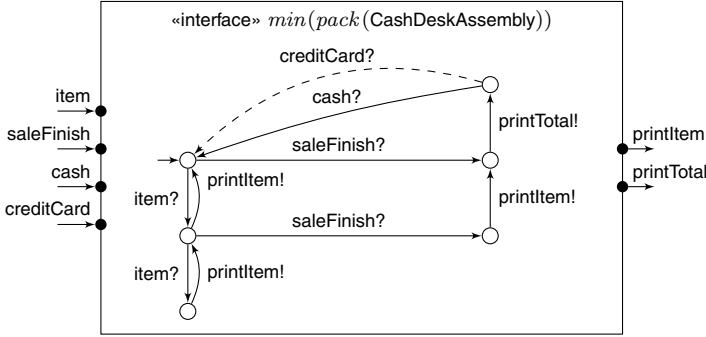 «interface» min(pack(CashDeskAssembly))
creditCard?
cash?
item
saleFinish
cash
creditCard
printTotal!
printItem
printTotal
saleFinish?
item?
printItem!
printItem!
saleFinish?
item?
printItem!